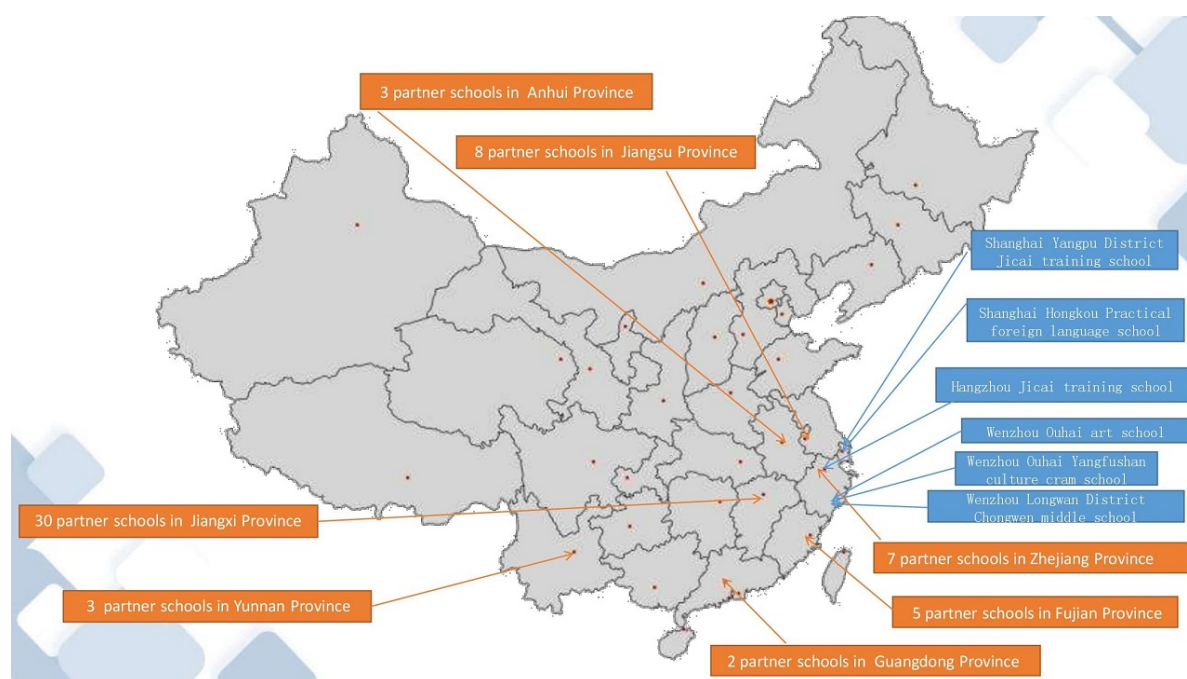 3 partner schools in Anhui Province
8 partner schools in Jiangsu Province
Shanghai Yangpu District
Jicai training school
Shanghai Hongkou Practical
foreign language school
Hangzhou Jicai training school
Wenzhou Ouhai art school
Wenzhou Ouhai Yangfushan
culture cram school
Wenzhou Longwan District
Chongwen middle school
30 partner schools in Jiangxi Province
7 partner schools in Zhejiang Province
3 partner schools in Yunnan Province
5 partner schools in Fujian Province
2 partner schools in Guangdong Province